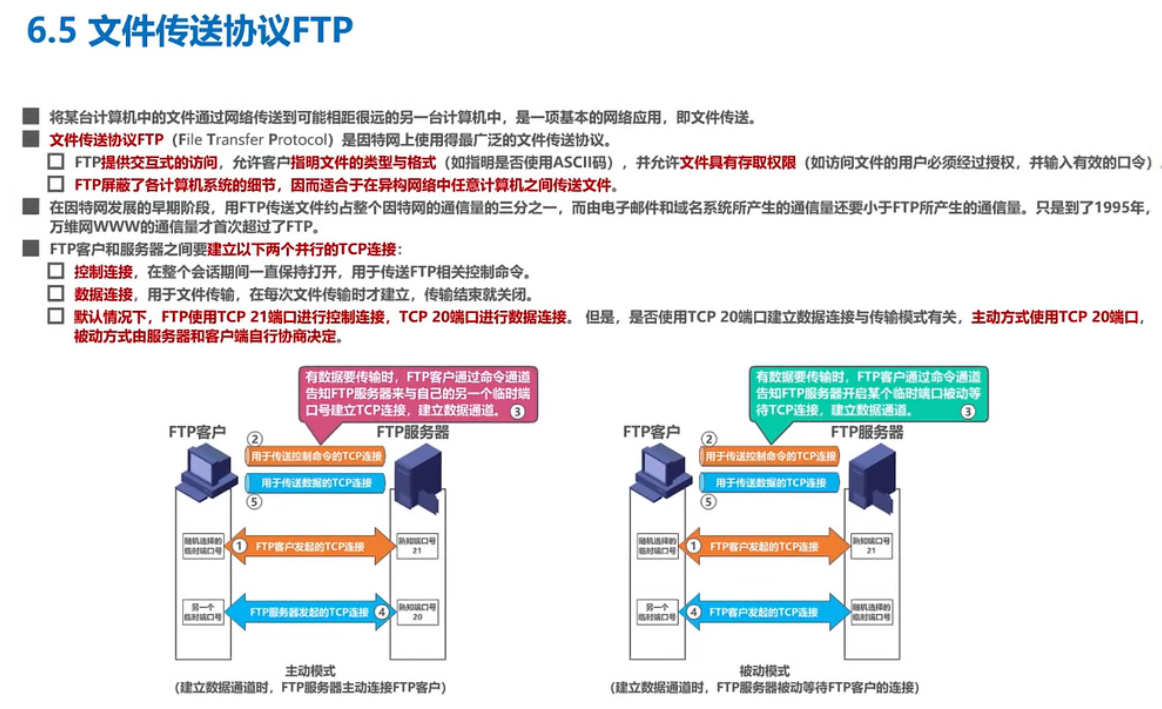 6.5 文件传送协议FTP
将某台计算机中的文件通过网络传送到可能相距很远的另一台计算机中，是一项基本的网络应用，即文件传送。
文件传送协议FTP（File Transfer Protocol）是因特网上使用得最广泛的文件传送协议。
FTP提供交互式的访问，允许客户指明文件的类型与格式（如指明是否使用ASCII码），并允许文件具有存取权限（如访问文件的用户必须经过授权，并输入有效的口令）.
FTP屏蔽了各计算机系统的细节，因而适合于在异构网络中任意计算机之间传送文件。
在因特网发展的早期阶段，用FTP传送文件约占整个因特网的通信量的三分之一，而由电子邮件和域名系统所产生的通信量还要小于FTP所产生的通信量。只是到了1995年，
万维网WWW的通信量才首次超过了FTP。
FTP客户和服务器之间要建立以下两个并行的TCP连接：
控制连接，在整个会话期间一直保持打开，用于传送FTP相关控制命令。
数据连接，用于文件传输，在每次文件传输时才建立，传输结束就关闭。
默认情况下，FTP使用TCP 21端口进行控制连接，TCP 20端口进行数据连接。 但是，是否使用TCP 20端口建立数据连接与传输模式有关，主动方式使用TCP 20端口，
被动方式由服务器和客户端自行协商决定。
有数据要传输时，FTP客户通过命令通道
告知FTP服务器来与自己的另一个临时端
口号建立TCP连接，建立数据通道。 ③
FTP客户
②
FTP服务器
用于传送控制命令的TCP连接
用于传送数据的TCP连接
⑤
随机选择的
临时端口号
① FTP客户发起的TCP连接
熟知端口号
21
另一个
临时端口号
FTP服务器发起的TCP连接 ④
熟知端口号
20
主动模式
(建立数据通道时，FTP服务器主动连接FTP客户)
有数据要传输时，FTP客户通过命令通道
告知FTP服务器开启某个临时端口被动等
待TCP连接，建立数据通道。 ③
FTP客户
②
FTP服务器
用于传送控制命令的TCP连接
用于传送数据的TCP连接
⑤
随机选择的
临时端口号
① FTP客户发起的TCP连接
熟知端口号
21
另一个
临时端口号
④ FTP客户发起的TCP连接
随机选择的
临时端口号
被动模式
(建立数据通道时，FTP服务器被动等待FTP客户的连接)